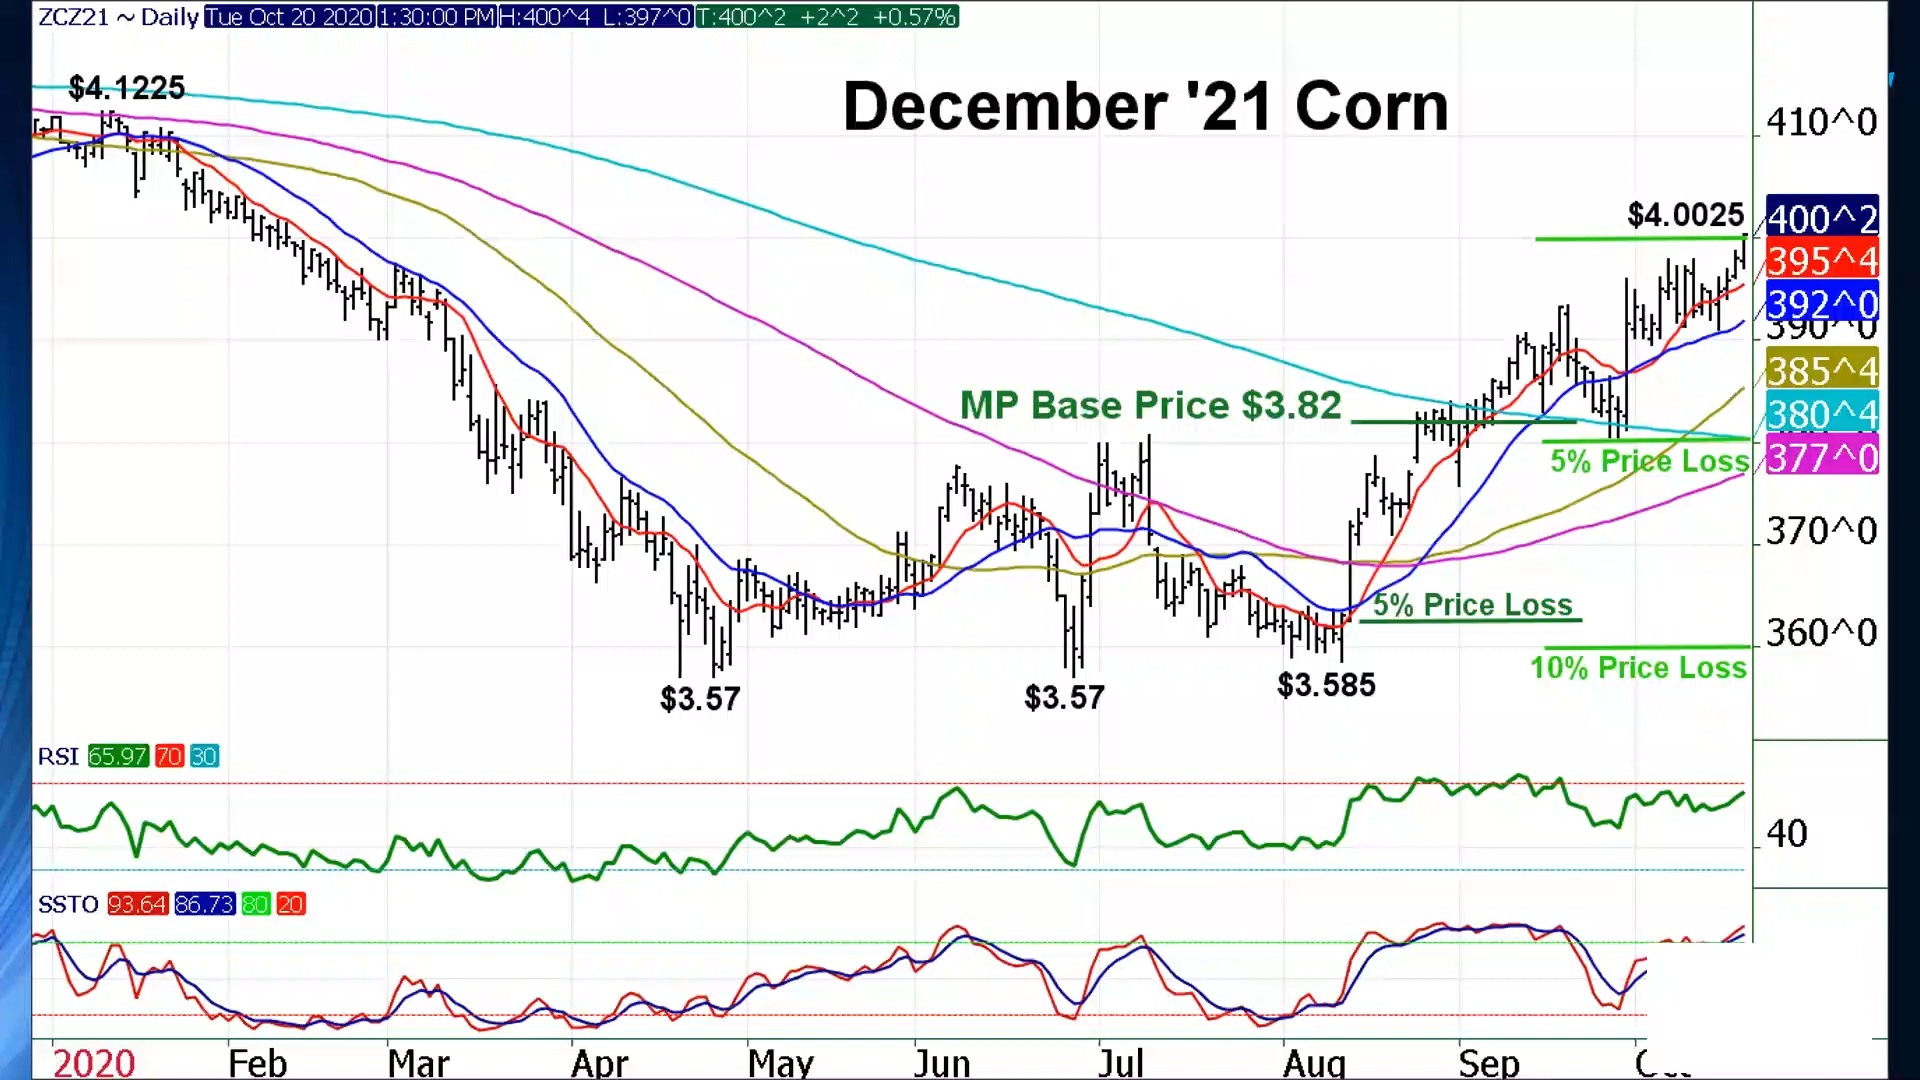 ZCZ21 ~ Daily Tue Oct 20 2020 1:30:00 PM H:400^4 L:397^0 T:400^2 +2^2 +0.57%
$4.1225
December '21 Corn
410^0
$4.0025
400^2
395^4
392^0
390^0
385^4
MP Base Price $3.82
380^4
5% Price Loss
377^0
370^0
5% Price Loss
360^0
10% Price Loss
$3.57
$3.57
$3.585
RSI 65.97 70 30
40
SSTO 93.64 86.73 80 20
2020 Feb Mar Apr May Jun Jul Aug Sep